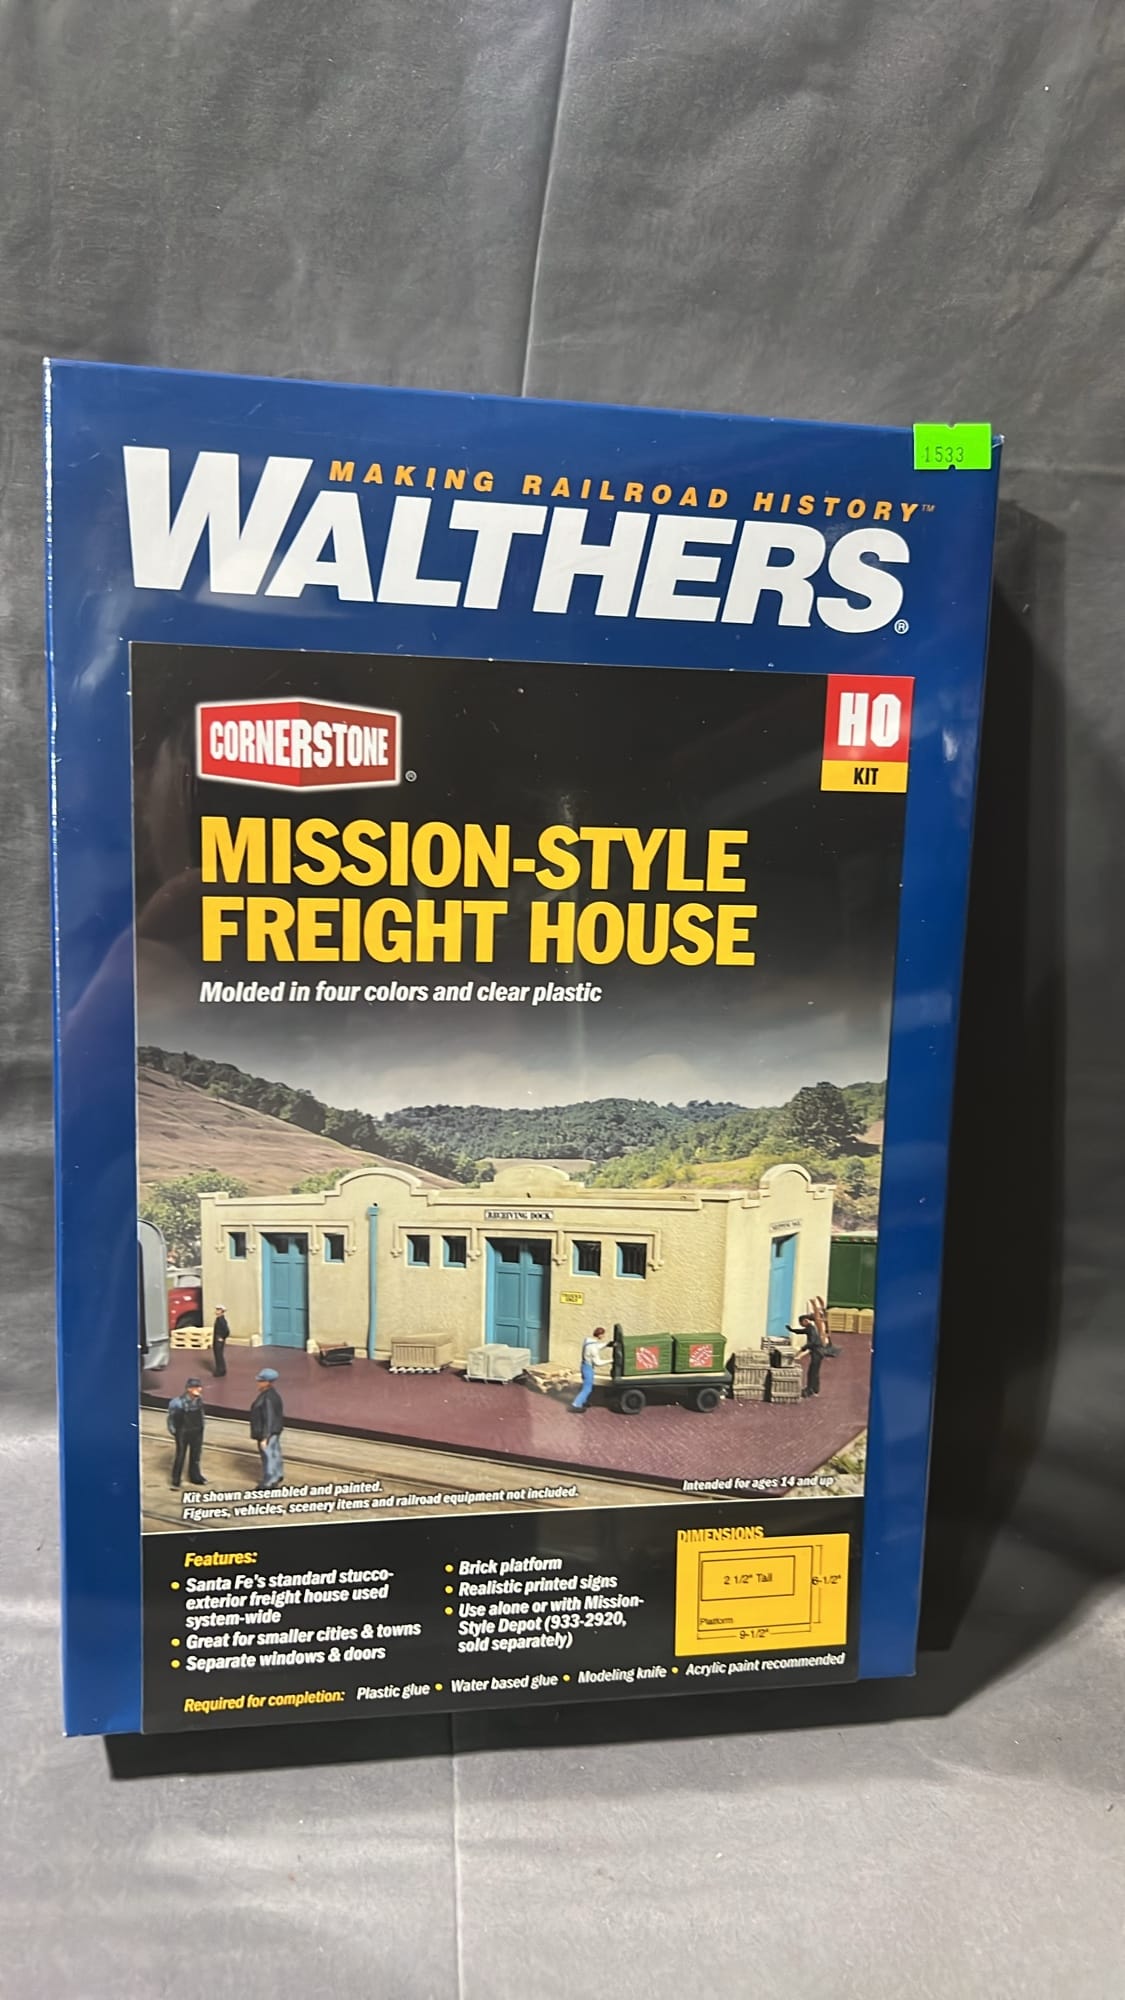 1533
MAKING RAILROAD HISTORY™
WALTHERS®
CORNERSTONE®
HO
KIT
MISSION-STYLE
FREIGHT HOUSE
Molded in four colors and clear plastic
RECEIVING DOCK
Kit shown assembled and painted.
Figures, vehicles, scenery items and railroad equipment not included.
Intended for ages 14 and up
Features:
• Santa Fe's standard stucco-
exterior freight house used
system-wide
• Great for smaller cities & towns
• Separate windows & doors
• Brick platform
• Realistic printed signs
• Use alone or with Mission-
Style Depot (933-2920,
sold separately)
DIMENSIONS
2 1/2" Tall
6-1/2"
Platform
9-1/2"
Required for completion: Plastic glue • Water based glue • Modeling knife • Acrylic paint recommended